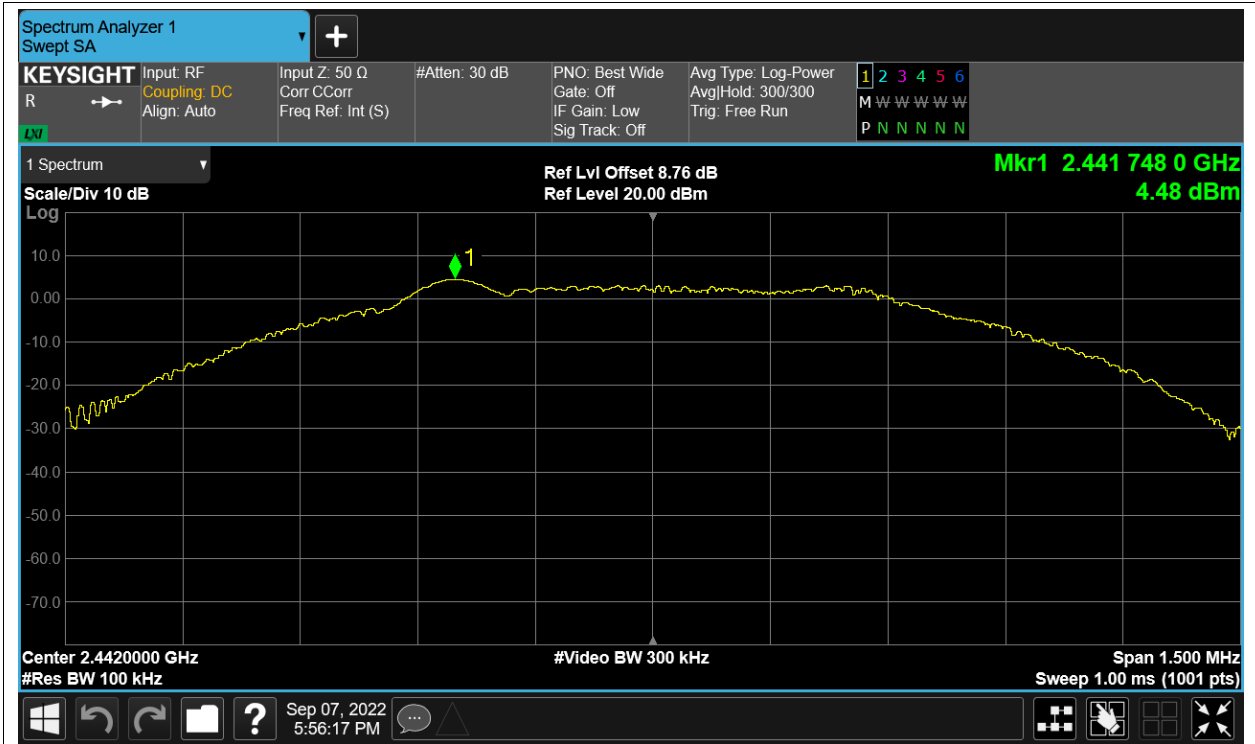 Spectrum Analyzer 1
Swept SA
KEYSIGHT
R
LXI
Input: RF
Coupling: DC
Align: Auto
Input Z: 50 Ω
Corr CCorr
Freq Ref: Int (S)
#Atten: 30 dB
PNO: Best Wide
Gate: Off
IF Gain: Low
Sig Track: Off
Avg Type: Log-Power
Avg|Hold: 300/300
Trig: Free Run
1 2 3 4 5 6
M W W W W W W
P N N N N N
1 Spectrum
Scale/Div 10 dB
Log
Ref Lvl Offset 8.76 dB
Ref Level 20.00 dBm
Mkr1 2.441 748 0 GHz
4.48 dBm
1
10.0
0.00
-10.0
-20.0
-30.0
-40.0
-50.0
-60.0
-70.0
Center 2.4420000 GHz
#Video BW 300 kHz
Span 1.500 MHz
#Res BW 100 kHz
Sweep 1.00 ms (1001 pts)
?
Sep 07, 2022
5:56:17 PM